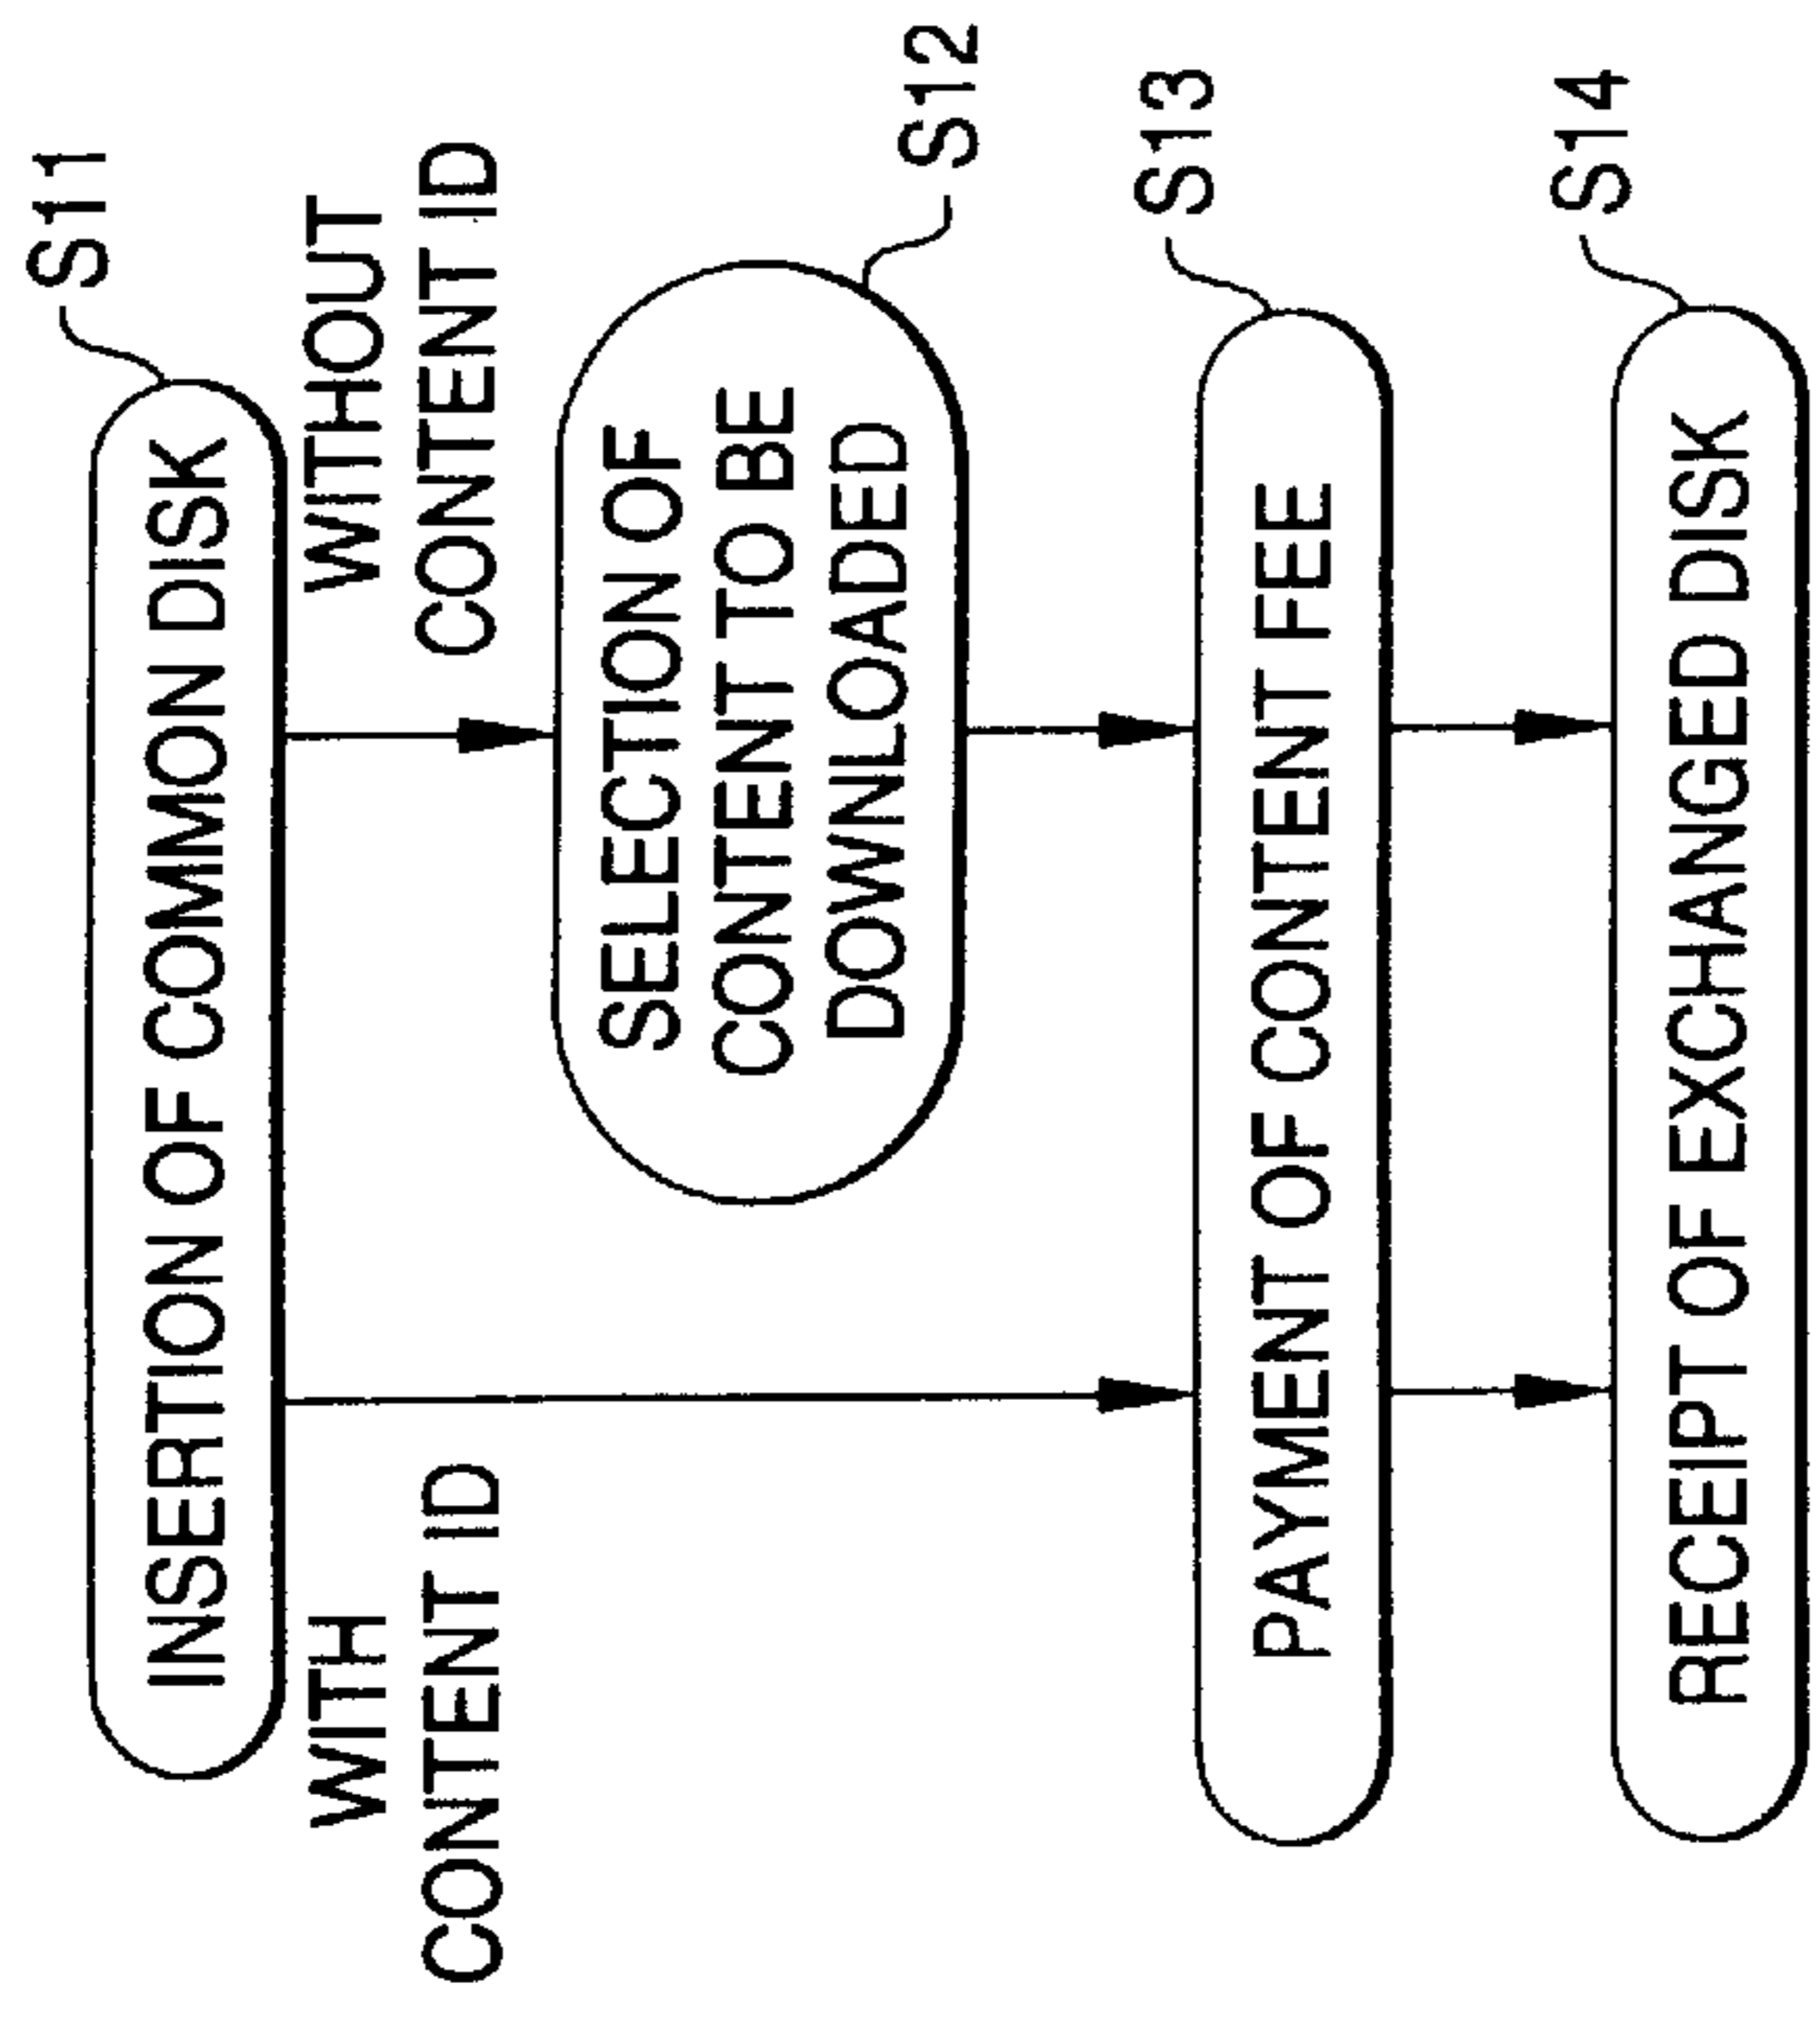 INSERTION OF COMMON DISK
S11
WITH
CONTENT ID
WITHOUT
CONTENT ID
SELECTION OF
CONTENT TO BE
DOWNLOADED
S12
PAYMENT OF CONTENT FEE
S13
RECEIPT OF EXCHANGED DISK
S14